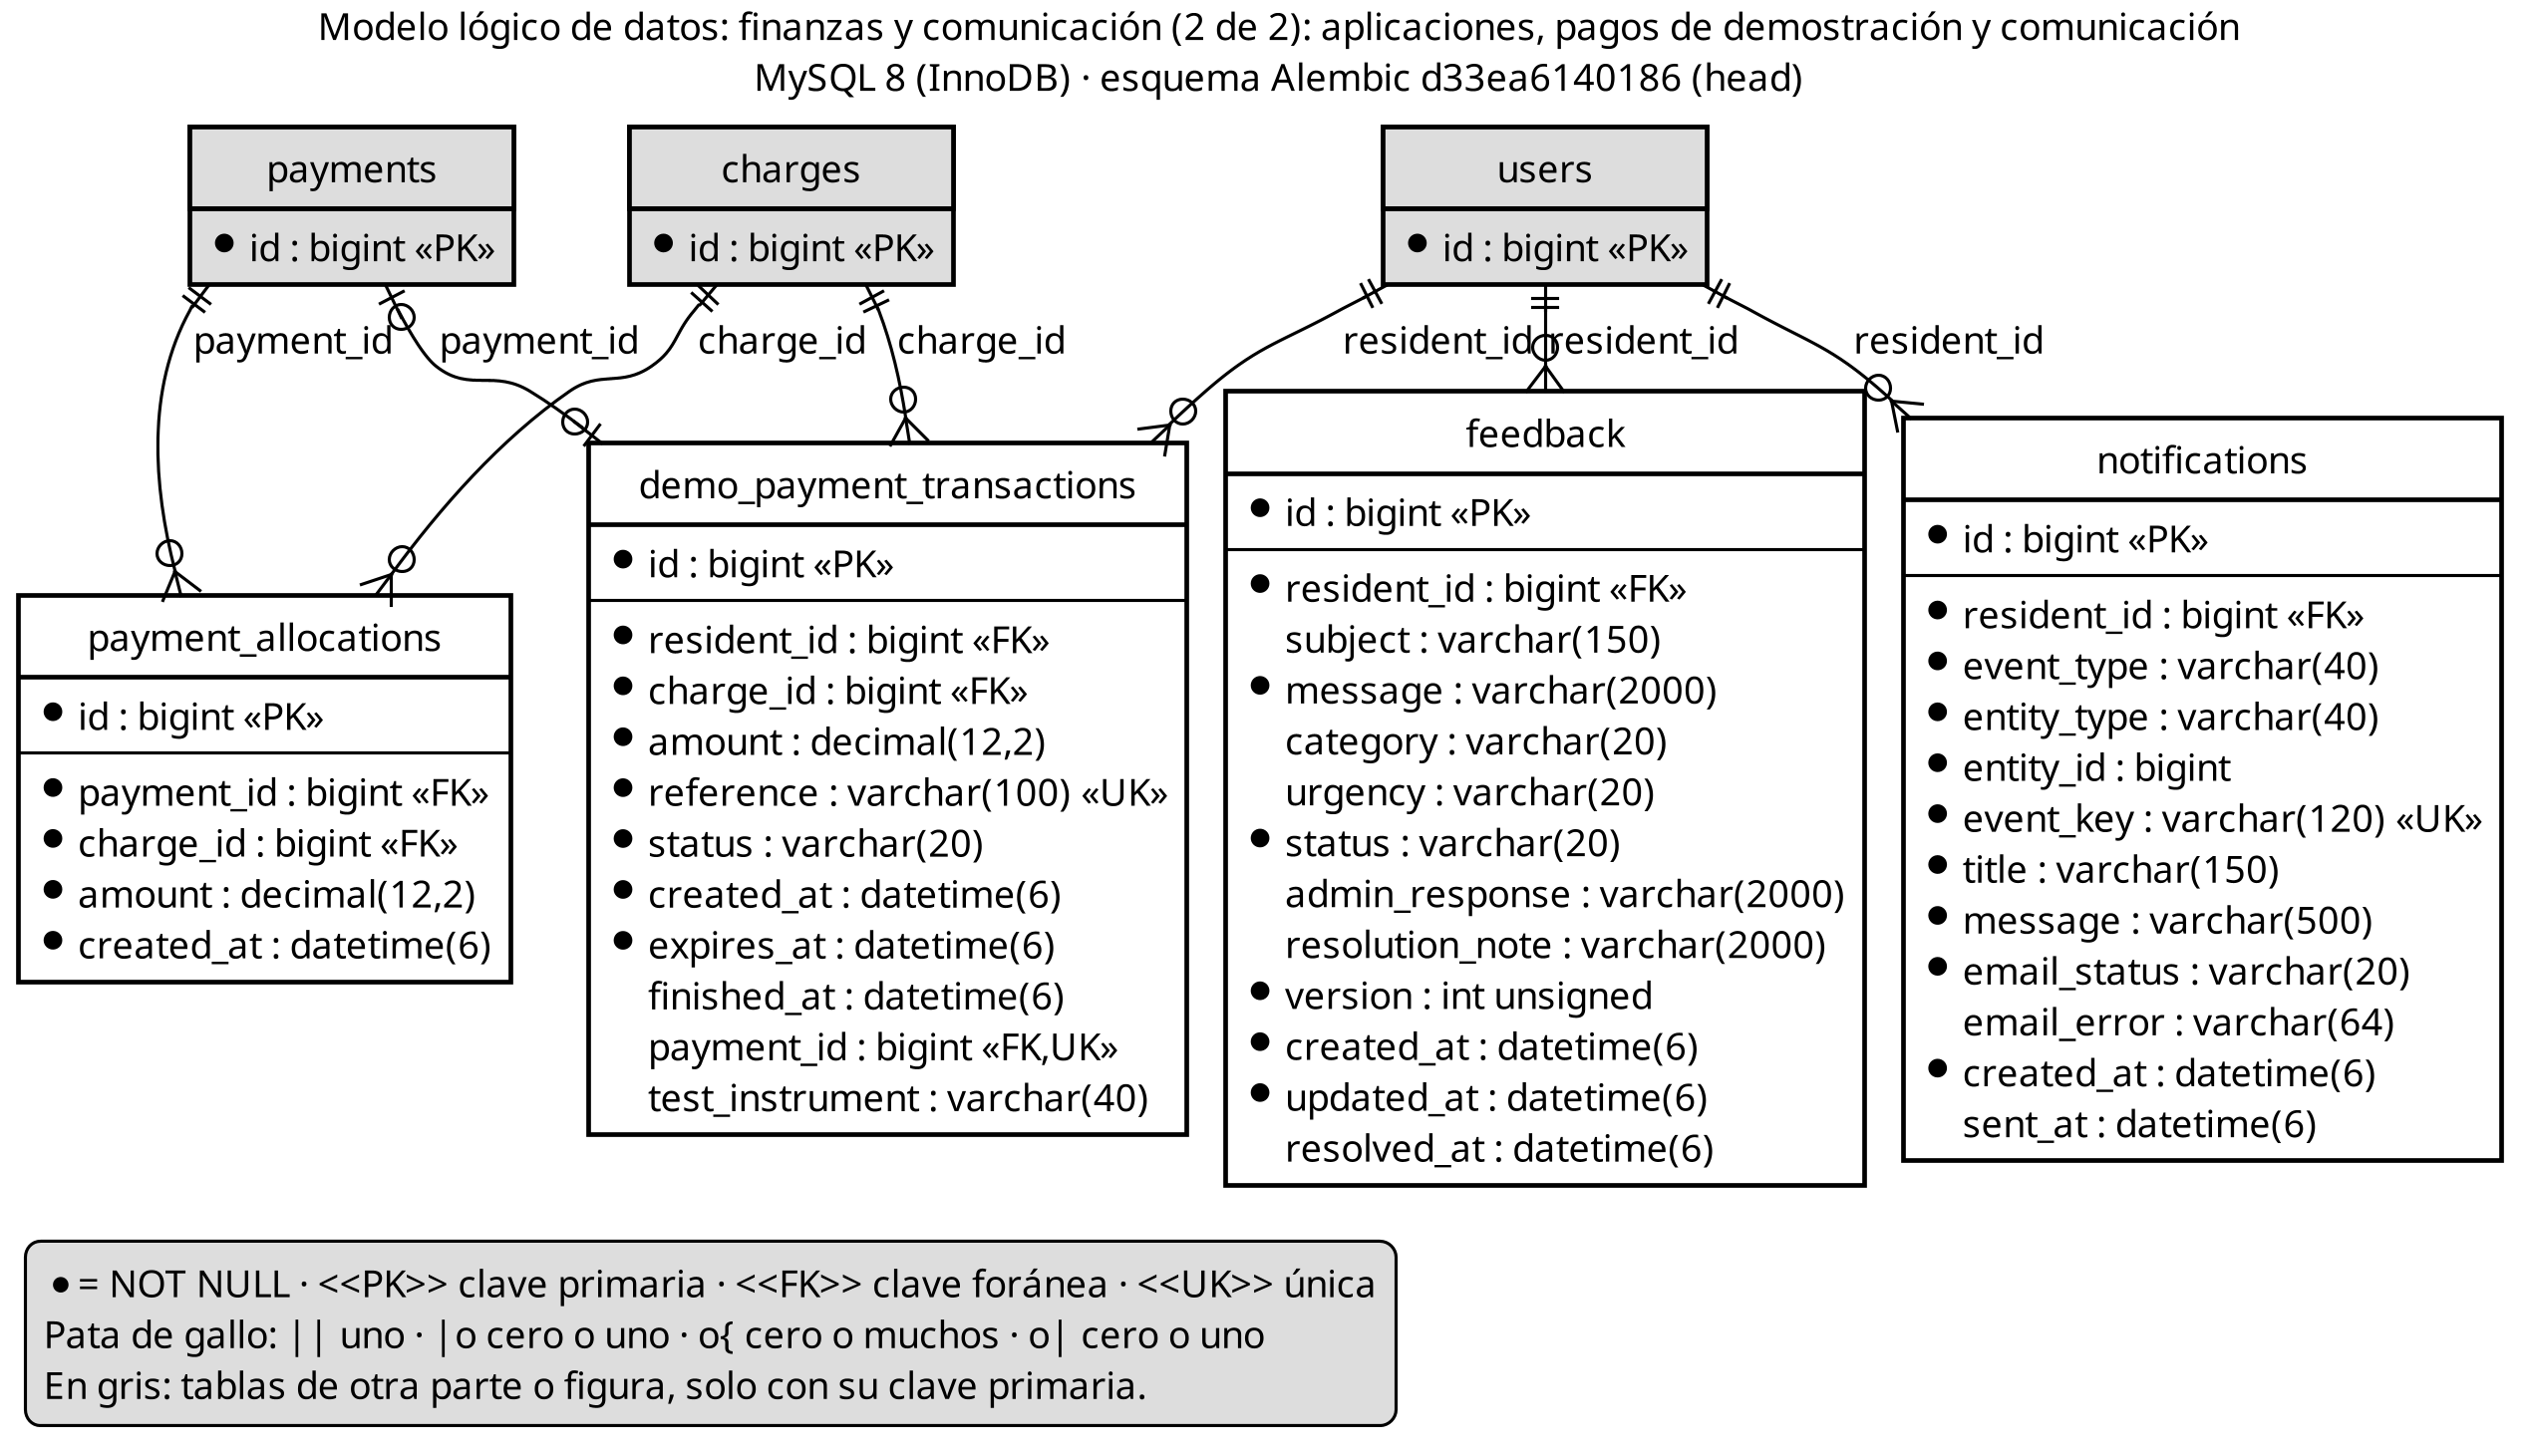 Modelo lógico de datos: finanzas y comunicación (2 de 2): aplicaciones, pagos de demostración y comunicación
MySQL 8 (InnoDB) · esquema Alembic d33ea6140186 (head)
payments
● id : bigint «PK»
charges
● id : bigint «PK»
users
● id : bigint «PK»
payment_id
payment_id
charge_id
charge_id
resident_id
resident_id
resident_id
payment_allocations
● id : bigint «PK»
● payment_id : bigint «FK»
● charge_id : bigint «FK»
● amount : decimal(12,2)
● created_at : datetime(6)
demo_payment_transactions
● id : bigint «PK»
● resident_id : bigint «FK»
● charge_id : bigint «FK»
● amount : decimal(12,2)
● reference : varchar(100) «UK»
● status : varchar(20)
● created_at : datetime(6)
● expires_at : datetime(6)
finished_at : datetime(6)
payment_id : bigint «FK,UK»
test_instrument : varchar(40)
feedback
● id : bigint «PK»
● resident_id : bigint «FK»
subject : varchar(150)
● message : varchar(2000)
category : varchar(20)
urgency : varchar(20)
● status : varchar(20)
admin_response : varchar(2000)
resolution_note : varchar(2000)
● version : int unsigned
● created_at : datetime(6)
● updated_at : datetime(6)
resolved_at : datetime(6)
notifications
● id : bigint «PK»
● resident_id : bigint «FK»
● event_type : varchar(40)
● entity_type : varchar(40)
● entity_id : bigint
● event_key : varchar(120) «UK»
● title : varchar(150)
● message : varchar(500)
● email_status : varchar(20)
email_error : varchar(64)
● created_at : datetime(6)
sent_at : datetime(6)
● = NOT NULL · <<PK>> clave primaria · <<FK>> clave foránea · <<UK>> única
Pata de gallo: || uno · |o cero o uno · o{ cero o muchos · o| cero o uno
En gris: tablas de otra parte o figura, solo con su clave primaria.